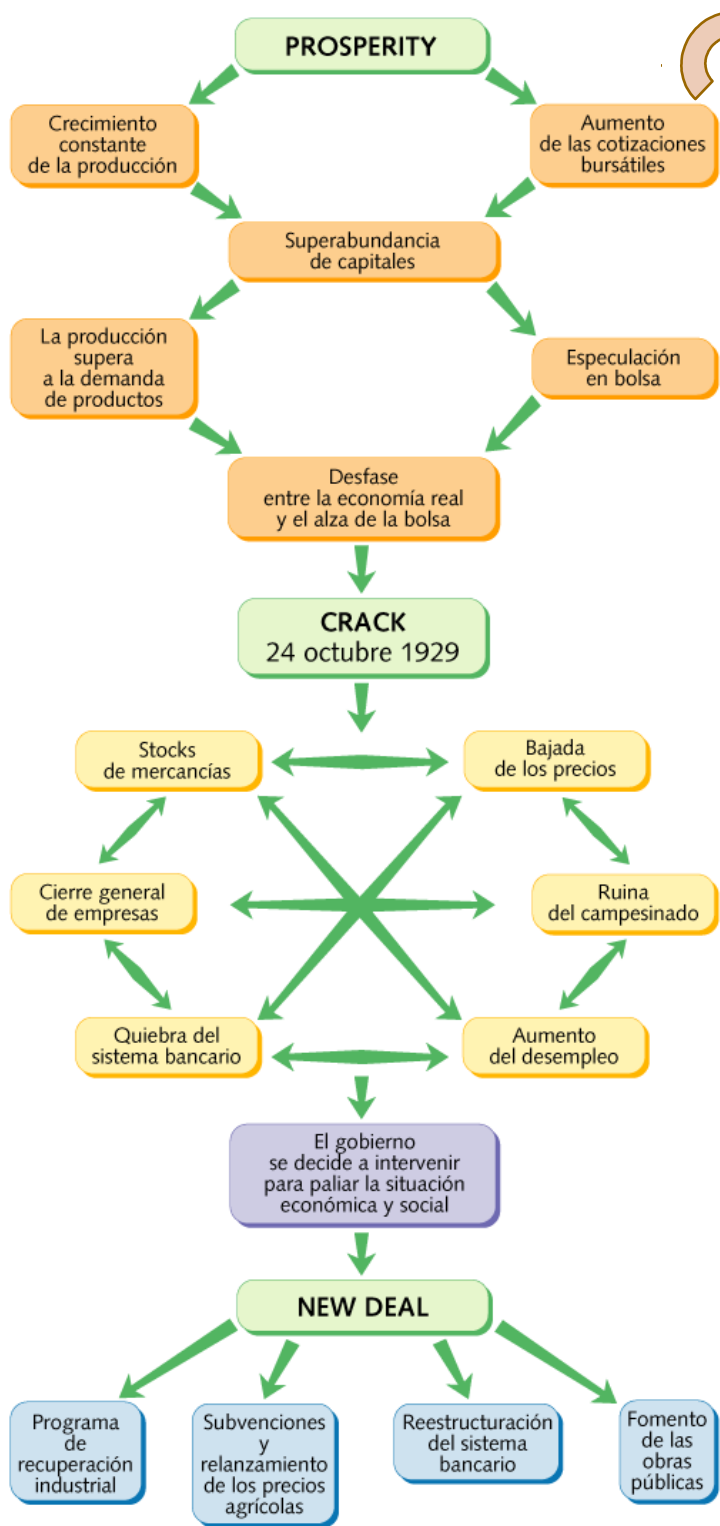 PROSPERITY
Crecimiento
constante
de la producción
Aumento
de las cotizaciones
bursátiles
Superabundancia
de capitales
La producción
supera
a la demanda
de productos
Especulación
en bolsa
Desfase
entre la economía real
y el alza de la bolsa
CRACK
24 octubre 1929
Stocks
de mercancías
Bajada
de los precios
Cierre general
de empresas
Ruina
del campesinado
Quiebra del
sistema bancario
Aumento
del desempleo
El gobierno
se decide a intervenir
para paliar la situación
económica y social
NEW DEAL
Programa
de
recuperación
industrial
Subvenciones
y
relanzamiento
de los precios
agrícolas
Reestructuración
del sistema
bancario
Fomento
de las
obras
públicas